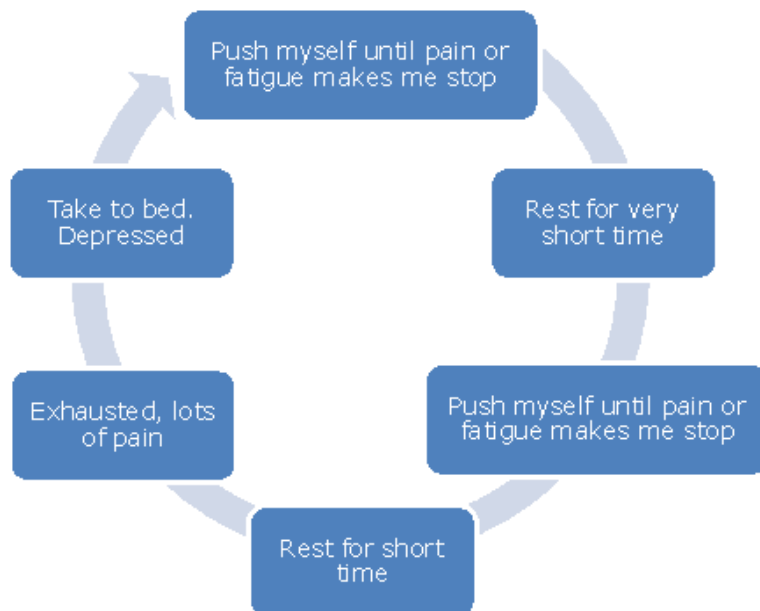 Push myself until pain or
fatigue makes me stop
Rest for very
short time
Push myself until pain or
fatigue makes me stop
Rest for short
time
Exhausted, lots
of pain
Take to bed.
Depressed